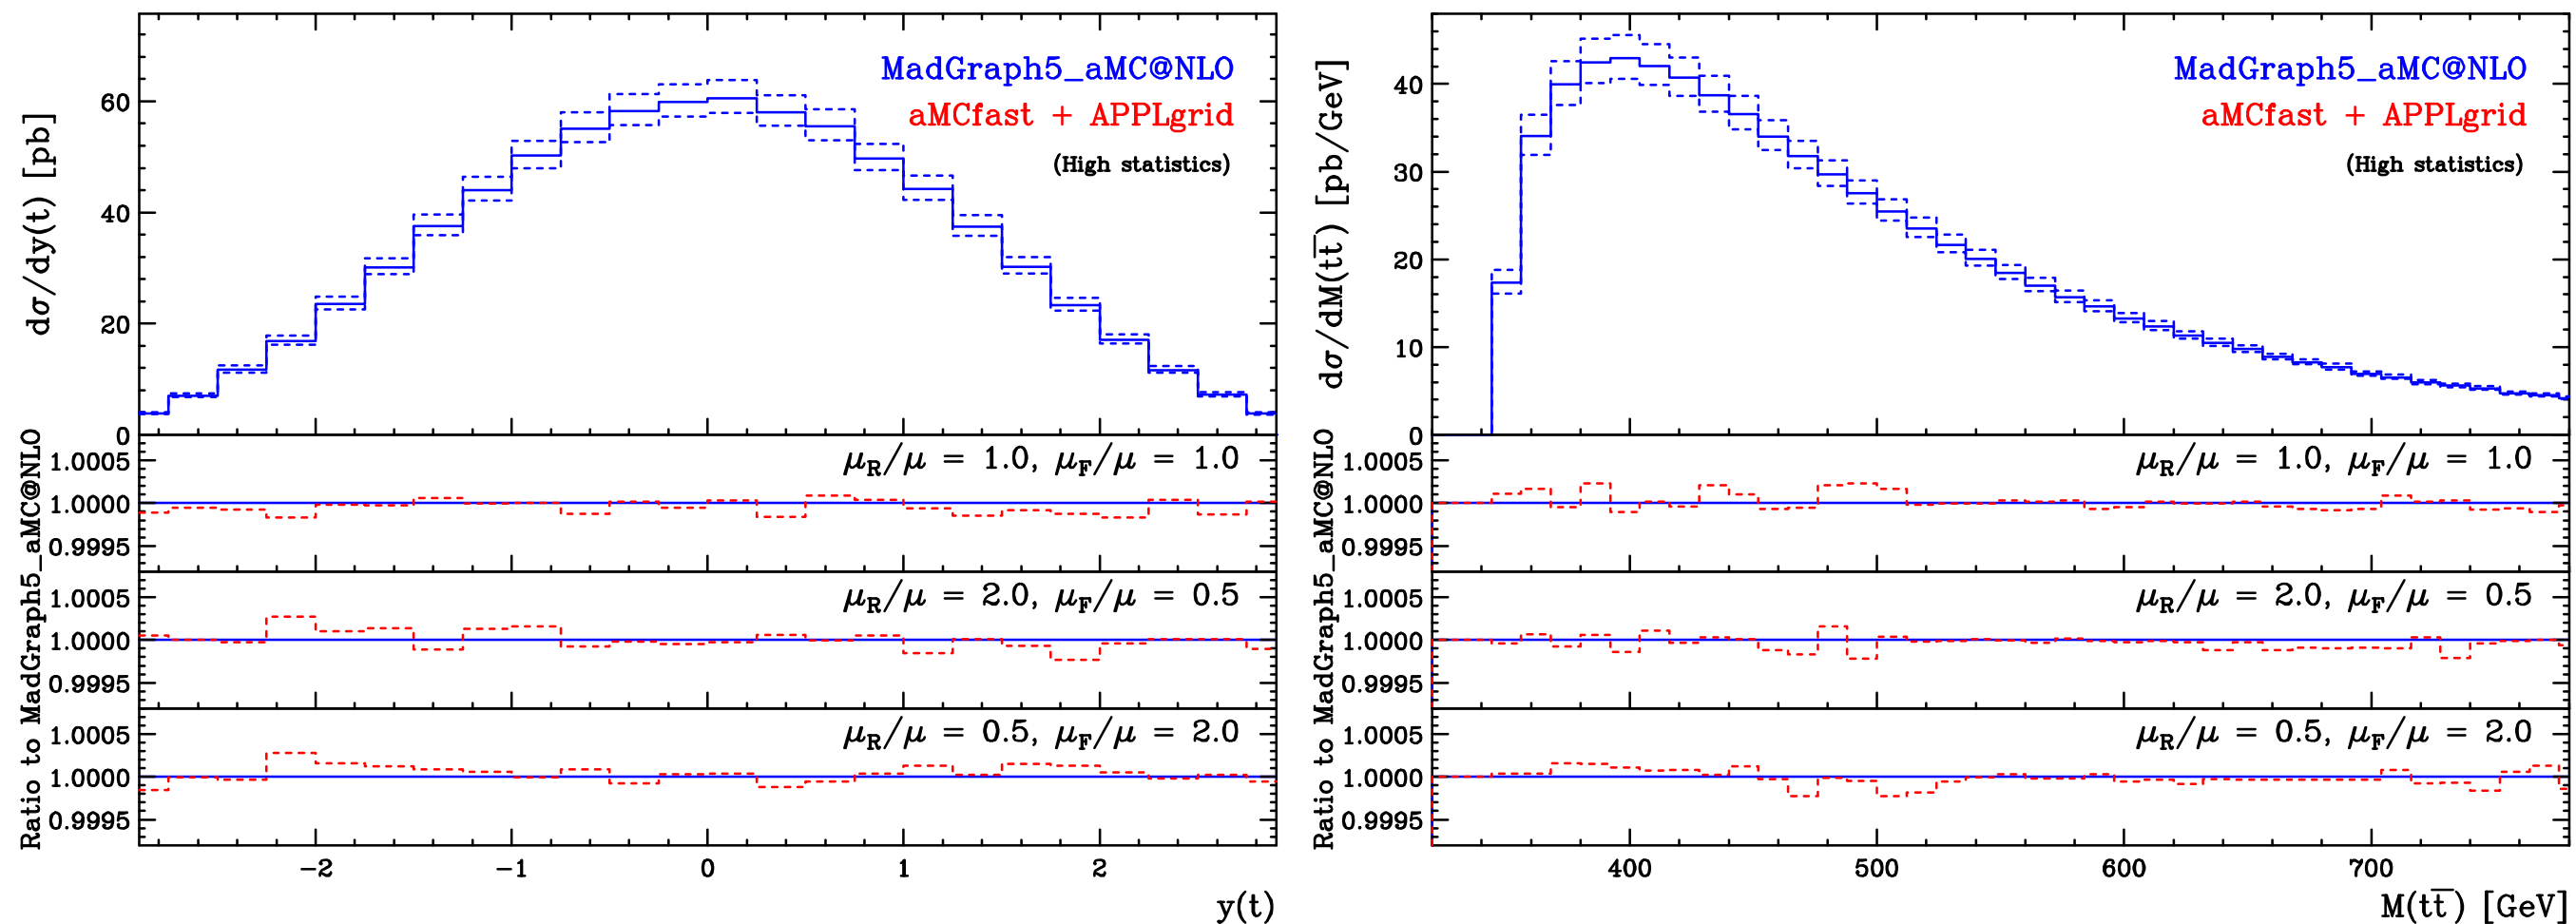 MadGraph5_aMC@NLO
aMCfast + APPLgrid
(High statistics)
dσ/dy(t) [pb]
60
40
20
0
Ratio to MadGraph5_aMC@NLO
1.0005
1.0000
0.9995
μR/μ = 1.0, μF/μ = 1.0
1.0005
1.0000
0.9995
μR/μ = 2.0, μF/μ = 0.5
1.0005
1.0000
0.9995
μR/μ = 0.5, μF/μ = 2.0
-2 -1 0 1 2
y(t)
MadGraph5_aMC@NLO
aMCfast + APPLgrid
(High statistics)
dσ/dM(tt̅) [pb/GeV]
40
30
20
10
0
Ratio to MadGraph5_aMC@NLO
1.0005
1.0000
0.9995
μR/μ = 1.0, μF/μ = 1.0
1.0005
1.0000
0.9995
μR/μ = 2.0, μF/μ = 0.5
1.0005
1.0000
0.9995
μR/μ = 0.5, μF/μ = 2.0
400 500 600 700
M(tt̅) [GeV]